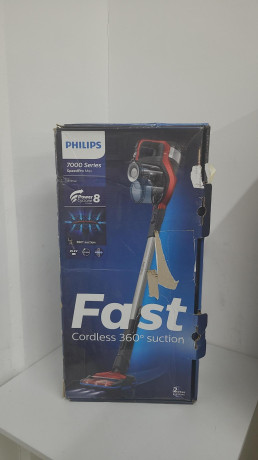 PHILIPS
7000 Series
SpeedPro Max
Power
8
Fast
Cordless 360° suction